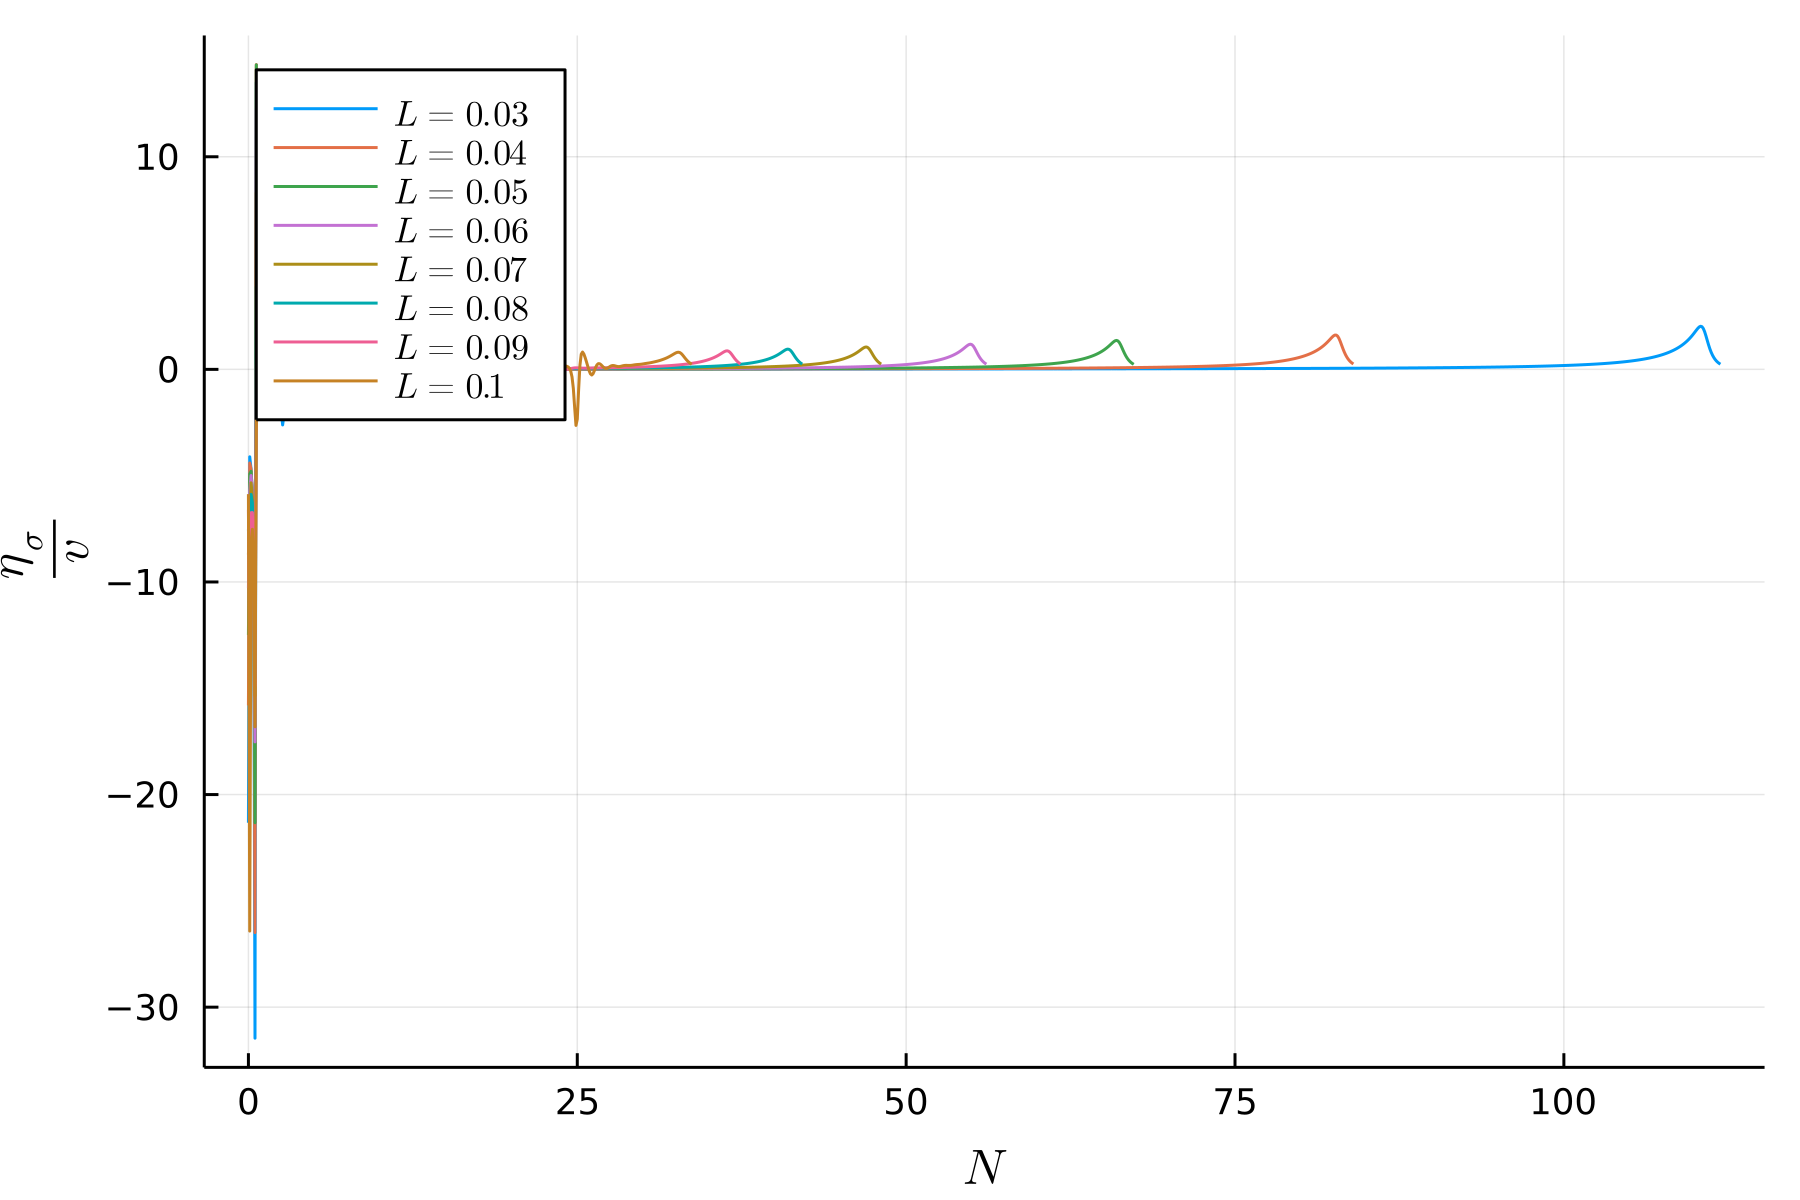 L = 0.03
L = 0.04
L = 0.05
L = 0.06
L = 0.07
L = 0.08
L = 0.09
L = 0.1
10
0
−10
−20
−30
η_σ
v
0 25 50 75 100
N